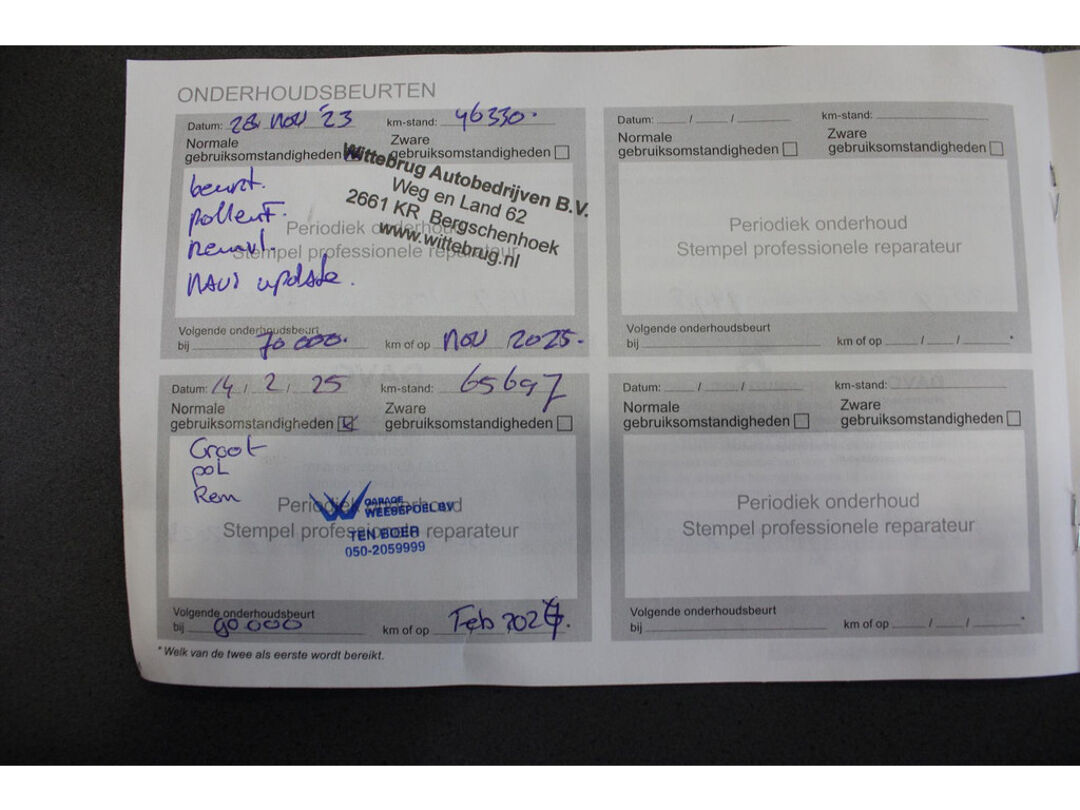 ONDERHOUDSBEURTEN
Datum: 28 nov '23 km-stand: 46330.
Normale gebruiksomstandigheden
Zware gebruiksomstandigheden
beurt.
pollenf.
remvl.
NAVI update.
Wittebrug Autobedrijven B.V.
Weg en Land 62
2661 KR Bergschenhoek
www.wittebrug.nl
Periodiek onderhoud
Stempel professionele reparateur
Volgende onderhoudsbeurt
bij 70 000. km of op nov 2025.
Datum: / / km-stand:
Normale gebruiksomstandigheden
Zware gebruiksomstandigheden
Periodiek onderhoud
Stempel professionele reparateur
Volgende onderhoudsbeurt
bij km of op / / *
Datum: 14 / 2 / 25 km-stand: 65697
Normale gebruiksomstandigheden
Zware gebruiksomstandigheden
Groot
pol
Rem
Periodiek onderhoud
Stempel professionele reparateur
GARAGE
WEESSPOEL BV
TEN BOER
050-2059999
Volgende onderhoudsbeurt
bij 90 000 km of op Feb 202
Datum: / / km-stand:
Normale gebruiksomstandigheden
Zware gebruiksomstandigheden
Periodiek onderhoud
Stempel professionele reparateur
Volgende onderhoudsbeurt
bij km of op / / *
* Welk van de twee als eerste wordt bereikt.